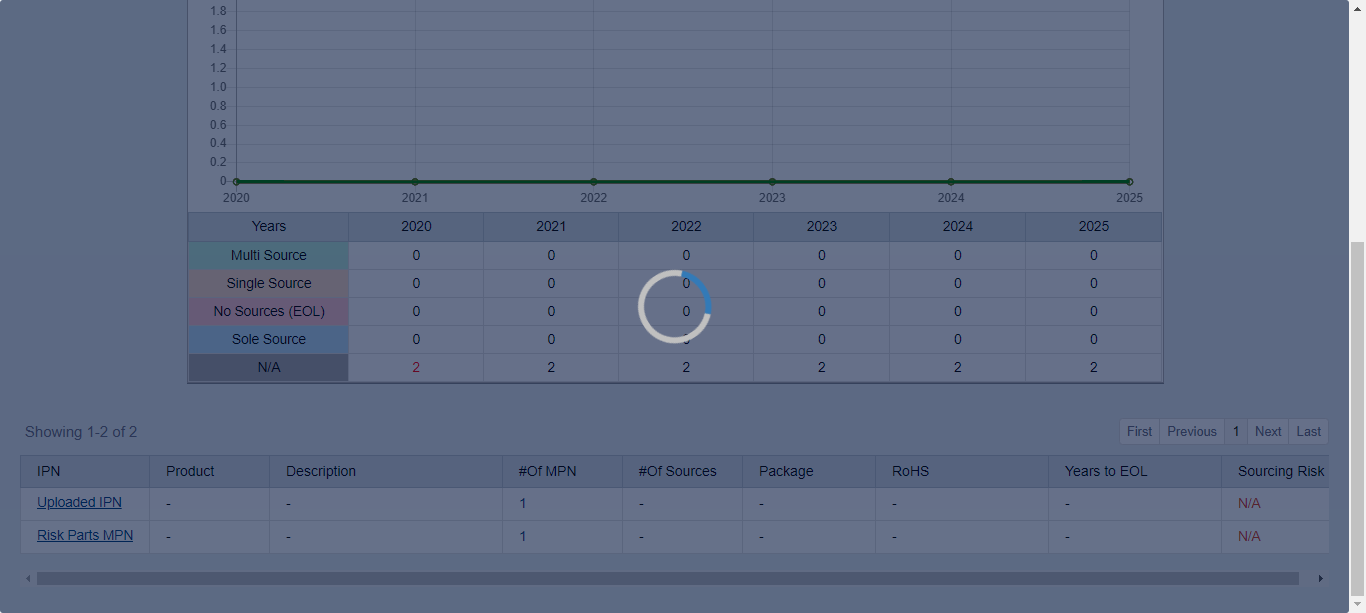 1.8
1.6
1.4
1.2
1.0
0.8
0.6
0.4
0.2
0
2020 2021 2022 2023 2024 2025
Years 2020 2021 2022 2023 2024 2025
Multi Source 0 0 0 0 0 0
Single Source 0 0 0 0 0 0
No Sources (EOL) 0 0 0 0 0 0
Sole Source 0 0 0 0 0 0
N/A 2 2 2 2 2 2
Showing 1-2 of 2
First Previous 1 Next Last
IPN Product Description #Of MPN #Of Sources Package RoHS Years to EOL Sourcing Risk
Uploaded IPN - - 1 - - - - N/A
Risk Parts MPN - - 1 - - - - N/A